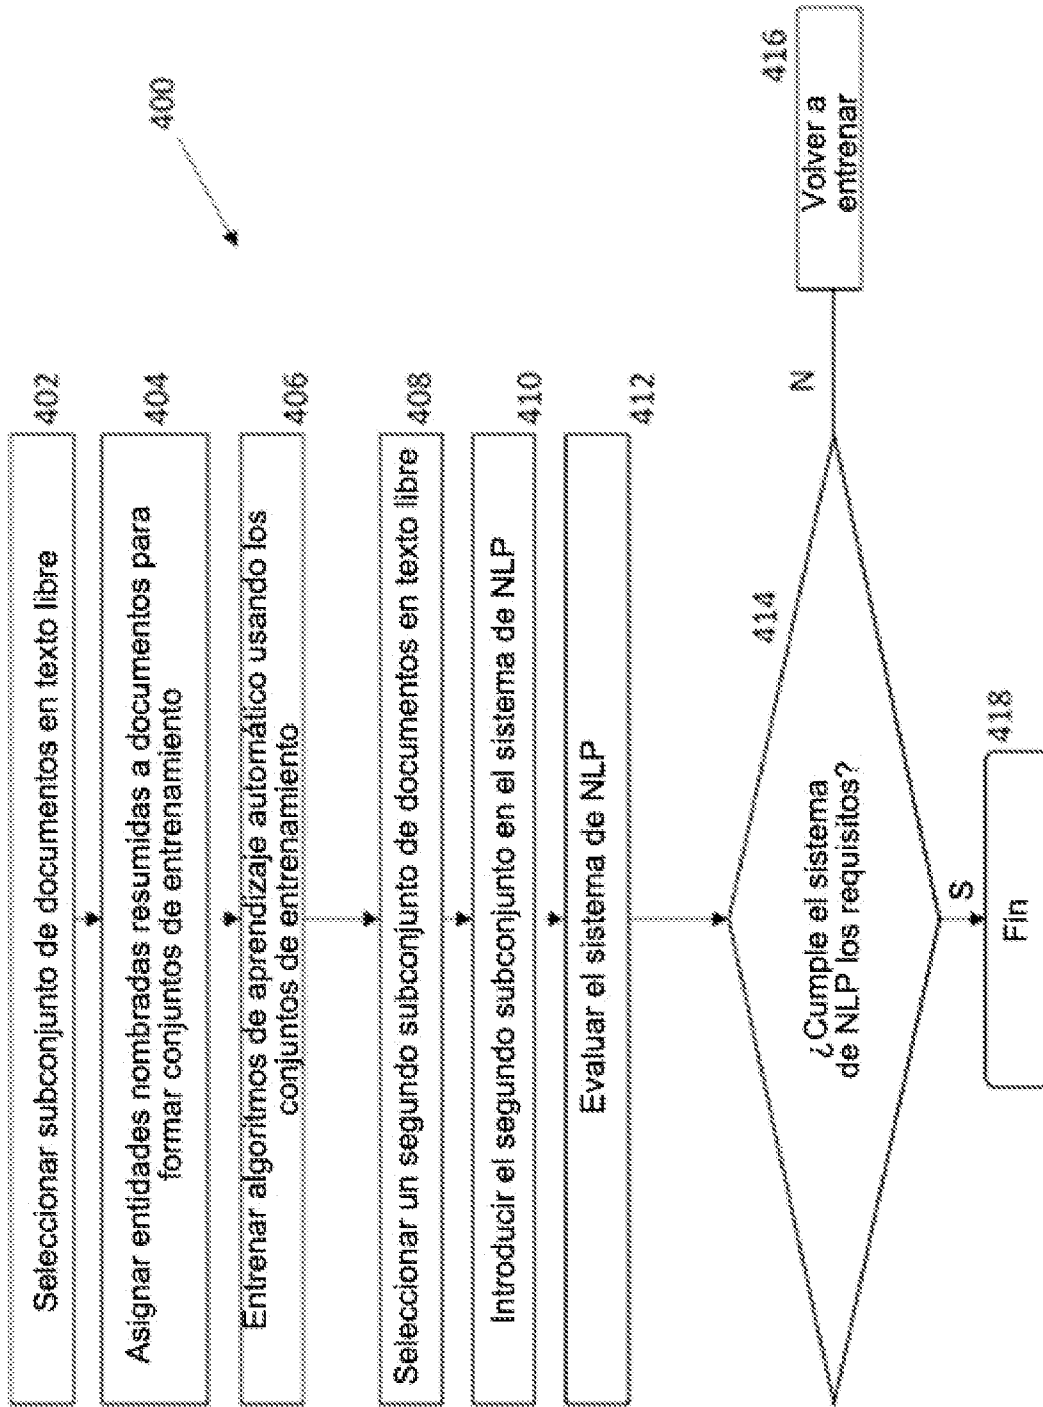 400
Seleccionar subconjunto de documentos en texto libre
402
Asignar entidades nombradas resumidas a documentos para
formar conjuntos de entrenamiento
404
Entrenar algoritmos de aprendizaje automático usando los
conjuntos de entrenamiento
406
Seleccionar un segundo subconjunto de documentos en texto libre
408
Introducir el segundo subconjunto en el sistema de NLP
410
Evaluar el sistema de NLP
412
414
¿Cumple el sistema
de NLP los requisitos?
N
Volver a
entrenar
416
S
Fin
418